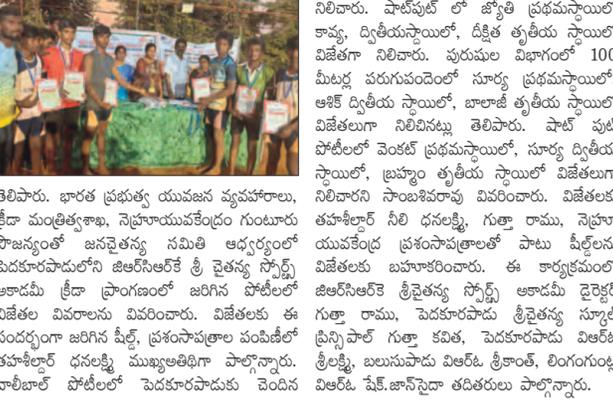 తెలిపారు. భారత ప్రభుత్వ యువజన వ్యవహారాలు,
క్రీడా మంత్రిత్వశాఖ, నెహ్రూయువకేంద్రం గుంటూరు
సౌజన్యంతో జనచైతన్య సమితి ఆధ్వర్యంలో
పెదకూరపాడులోని జిఆర్‌సిఆర్‌కే శ్రీ చైతన్య స్పోర్ట్స్
అకాడమీ క్రీడా ప్రాంగణంలో జరిగిన పోటీలలో
విజేతల వివరాలను వివరించారు. విజేతలకు ఈ
సందర్భంగా జరిగిన షీల్డ్, ప్రశంసాపత్రాల పంపిణీలో
తహశీల్దార్ ధనలక్ష్మి ముఖ్యఅతిథిగా పాల్గొన్నారు.
వాలీబాల్ పోటీలలో పెదకూరపాడుకు చెందిన
నిలిచారు. షాట్‌పుట్ లో జ్యోతి ప్రథమస్థాయిలో
కావ్య, ద్వితీయస్థాయిలో, దీక్షిత తృతీయ స్థాయిలో
విజేతగా నిలిచారు. పురుషుల విభాగంలో 100
మీటర్ల పరుగుపందెంలో సూర్య ప్రథమస్థాయిలో
ఆశిక్ ద్వితీయ స్థాయిలో, బాలాజీ తృతీయ స్థాయిలో
విజేతలుగా నిలిచినట్లు తెలిపారు. షాట్ పుట్
పోటీలలో వెంకట్ ప్రథమస్థాయిలో, సూర్య ద్వితీయ
స్థాయిలో, బ్రహ్మం తృతీయ స్థాయిలో విజేతలుగా
నిలిచారని సాంబశివరావు వివరించారు. విజేతలకు
తహశీల్దార్ నీలి ధనలక్ష్మి, గుత్తా రాము, నెహ్రూ
యువకేంద్ర ప్రశంసాపత్రాలతో పాటు షీల్డ్‌లను
విజేతలకు బహూకరించారు. ఈ కార్యక్రమంలో
జిఆర్‌సిఆర్‌కె శ్రీచైతన్య స్పోర్ట్స్ అకాడమీ డైరెక్టర్
గుత్తా రాము, పెదకూరపాడు శ్రీచైతన్య స్కూల్
ప్రిన్సిపాల్ గుత్తా కవిత, పెదకూరపాడు విఆర్ఓ
శ్రీలక్ష్మి, బలుసుపాడు విఆర్ఓ శ్రీకాంత్, లింగంగుంట్ల
విఆర్ఓ షేక్.జాన్‌సైదా తదితరులు పాల్గొన్నారు.